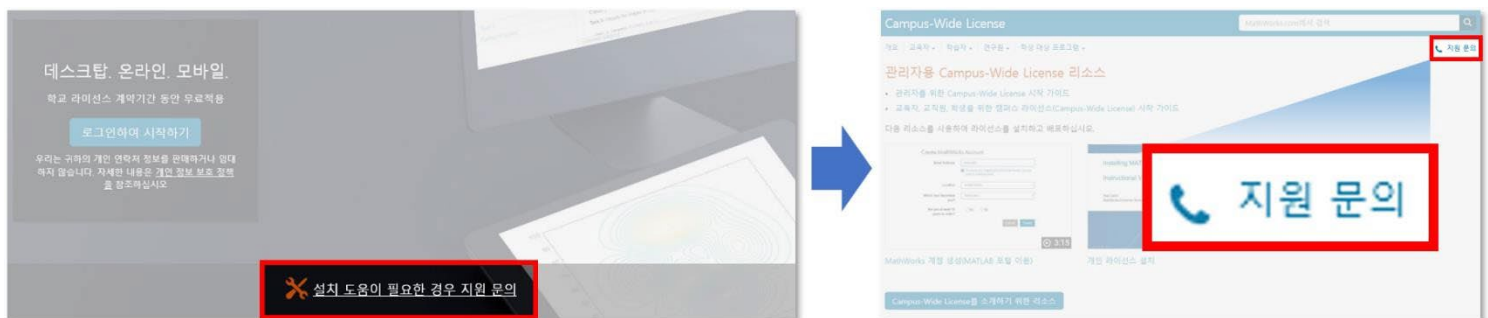 데스크탑. 온라인. 모바일.
학교 라이선스 계약기간 동안 무료적용
로그인하여 시작하기
우리는 귀하의 개인 연락처 정보를 판매하거나 임대
하지 않습니다. 자세한 내용은 개인 정보 보호 정책
을 참조하십시오
설치 도움이 필요한 경우 지원 문의
Campus-Wide License
MathWorks.com에서 검색
개요 교육자 학습자 연구원 학생 대상 프로그램
지원 문의
관리자용 Campus-Wide License 리소스
• 관리자를 위한 Campus-Wide License 시작 가이드
• 교육자, 교직원, 학생을 위한 캠퍼스 라이선스(Campus-Wide License) 시작 가이드
다음 리소스를 사용하여 라이선스를 설치하고 배포하십시오.
Create MathWorks Account
3:15
지원 문의
MathWorks 계정 생성(MATLAB 포털 이용)
개인 라이선스 설치
Campus-Wide License를 소개하기 위한 리소스